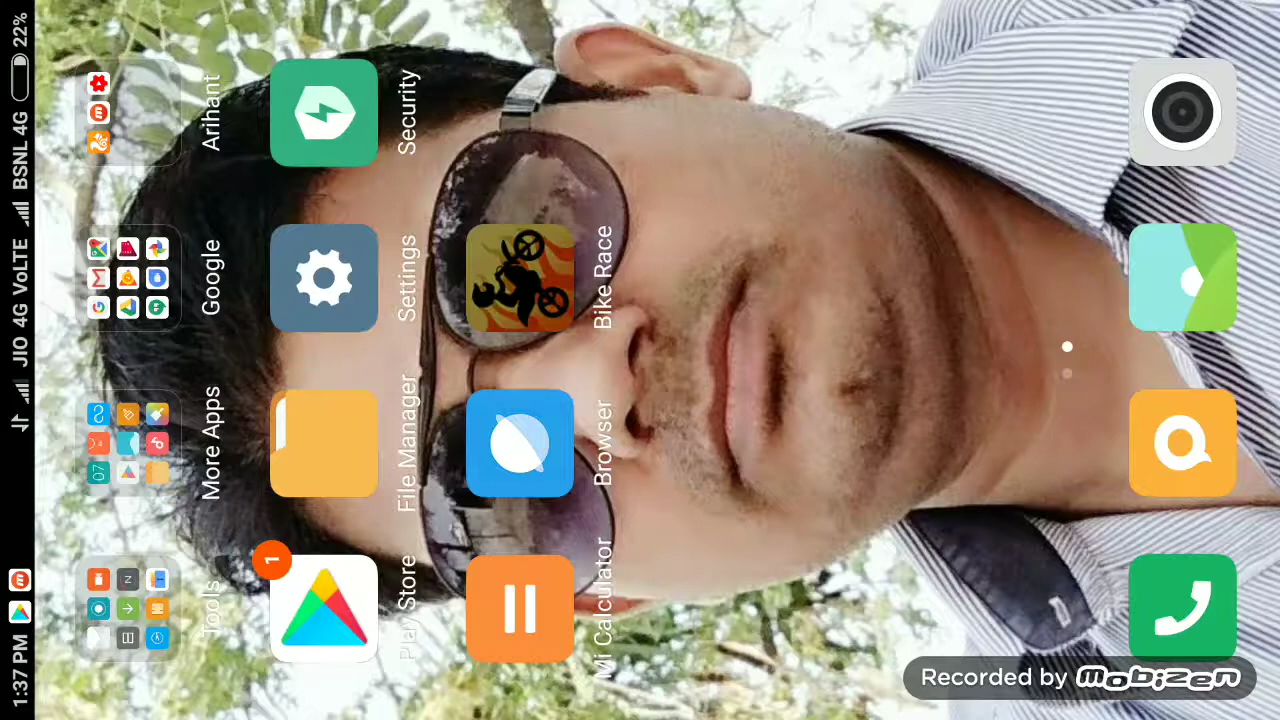 1:37 PM JIO 4G VoLTE BSNL 4G 22%
Tools More Apps Google Arihant
1
Play Store File Manager Settings Security
Mi Calculator Browser Bike Race
Recorded by mobizen